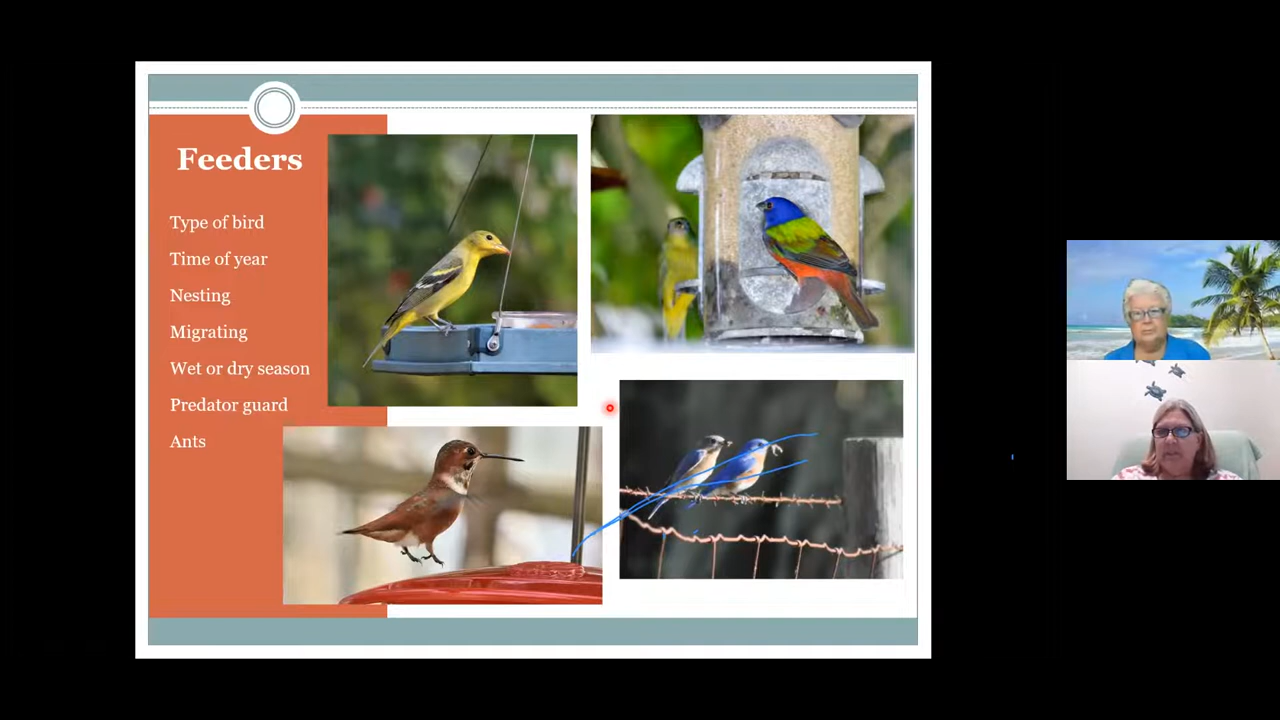 Feeders
Type of bird
Time of year
Nesting
Migrating
Wet or dry season
Predator guard
Ants